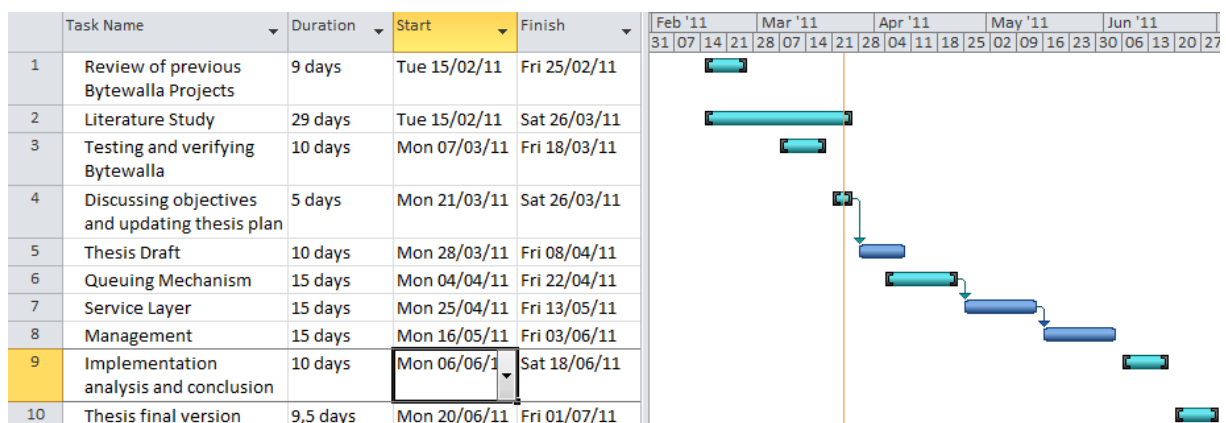 Task Name Duration Start Finish Feb '11 Mar '11 Apr '11 May '11 Jun '11
31 07 14 21 28 07 14 21 28 04 11 18 25 02 09 16 23 30 06 13 20 27
1 Review of previous 9 days Tue 15/02/11 Fri 25/02/11
Bytewalla Projects
2 Literature Study 29 days Tue 15/02/11 Sat 26/03/11
3 Testing and verifying 10 days Mon 07/03/11 Fri 18/03/11
Bytewalla
4 Discussing objectives 5 days Mon 21/03/11 Sat 26/03/11
and updating thesis plan
5 Thesis Draft 10 days Mon 28/03/11 Fri 08/04/11
6 Queuing Mechanism 15 days Mon 04/04/11 Fri 22/04/11
7 Service Layer 15 days Mon 25/04/11 Fri 13/05/11
8 Management 15 days Mon 16/05/11 Fri 03/06/11
9 Implementation 10 days Mon 06/06/1 Sat 18/06/11
analysis and conclusion
10 Thesis final version 9,5 days Mon 20/06/11 Fri 01/07/11